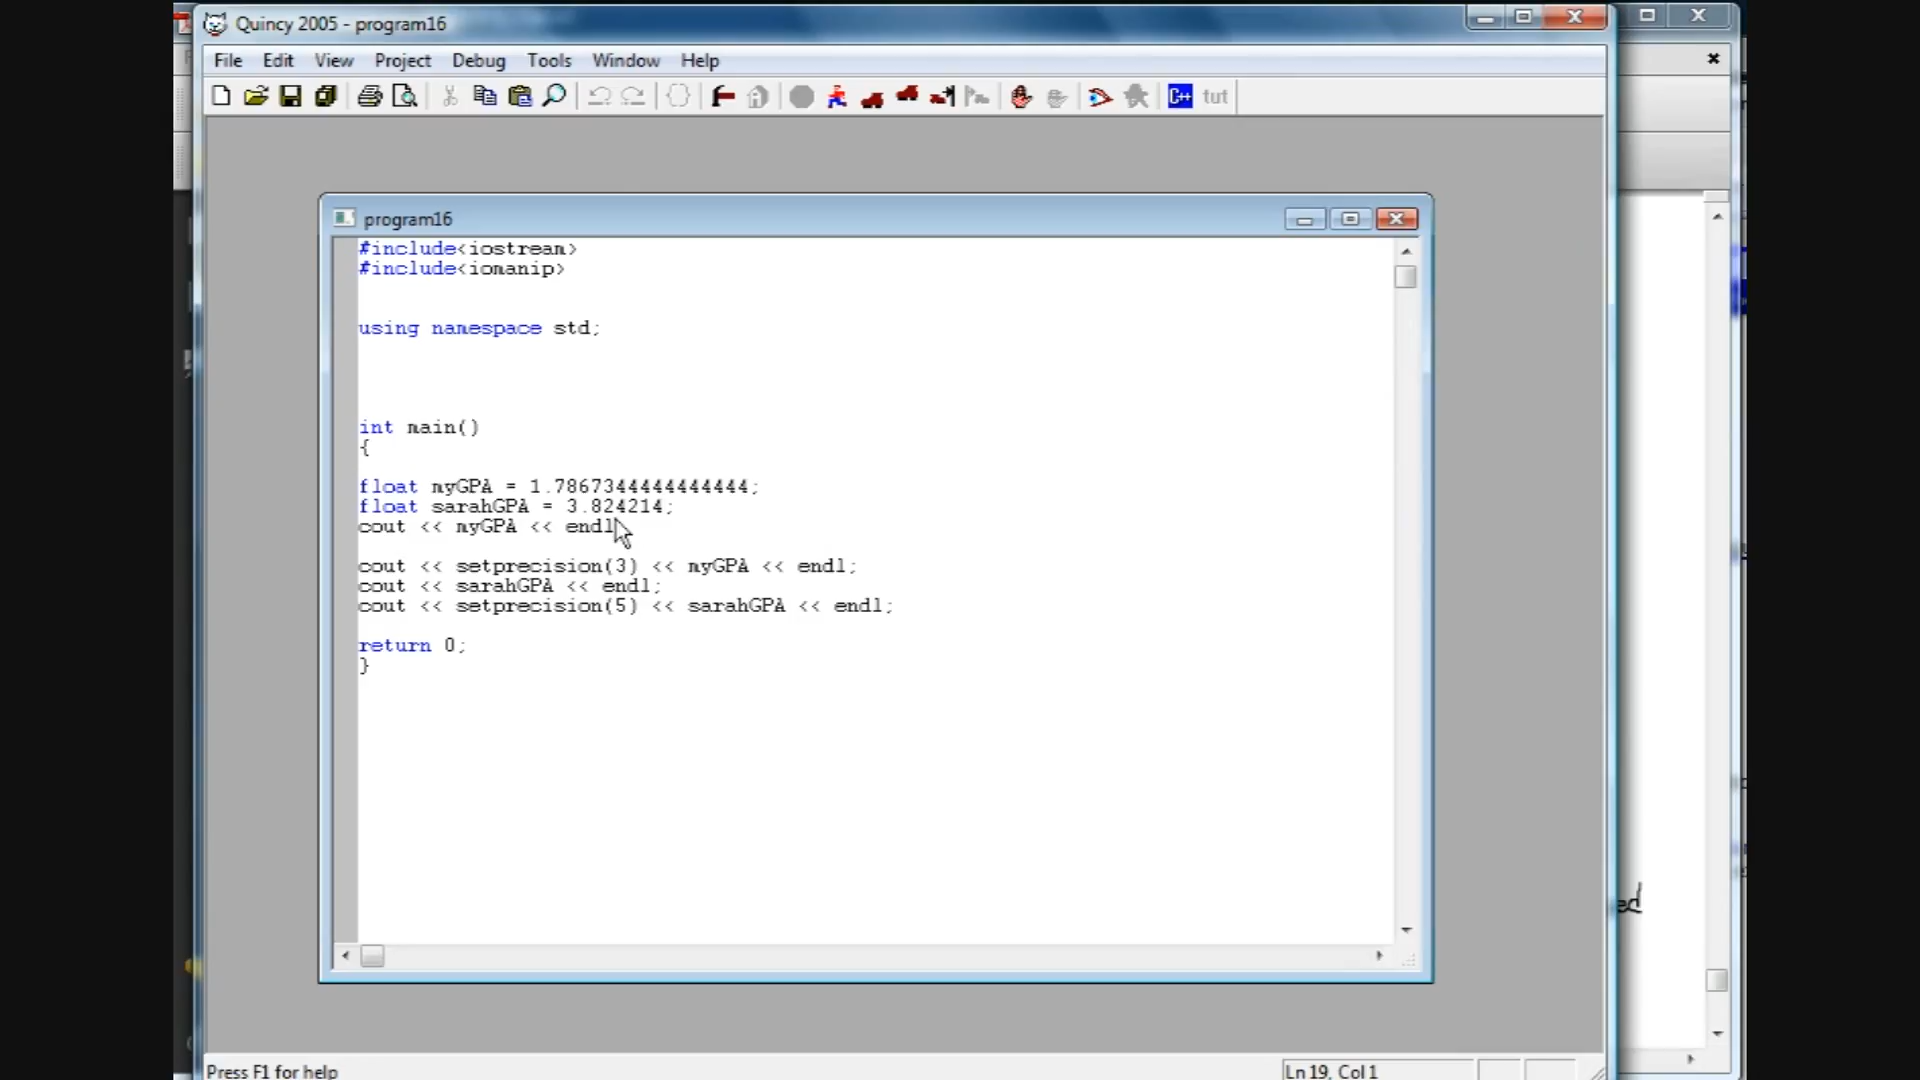 Quincy 2005 - program16
File Edit View Project Debug Tools Window Help
C++ tut
program16
#include<iostream>
#include<iomanip>
using namespace std;
int main()
{
float myGPA = 1.7867344444444444;
float sarahGPA = 3.824214;
cout << myGPA << endl
cout << setprecision(3) << myGPA << endl;
cout << sarahGPA << endl;
cout << setprecision(5) << sarahGPA << endl;
return 0;
}
ed
Press F1 for help
Ln 19, Col 1